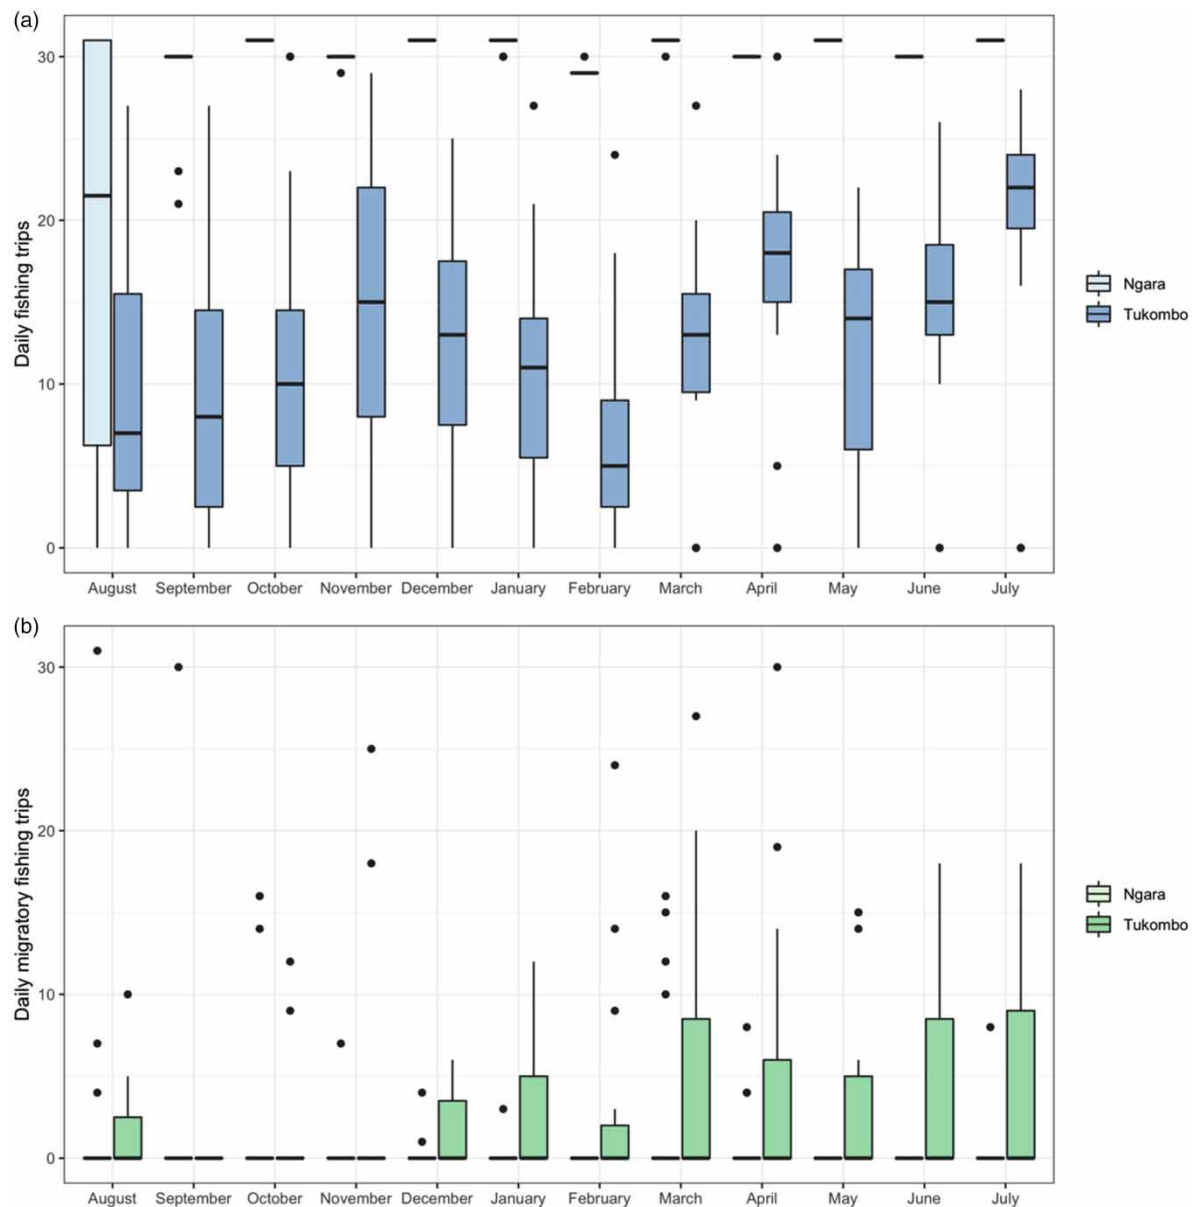 (a)
Daily fishing trips
30
20
10
0
August September October November December January February March April May June July
Ngara
Tukombo
(b)
Daily migratory fishing trips
30
20
10
0
August September October November December January February March April May June July
Ngara
Tukombo